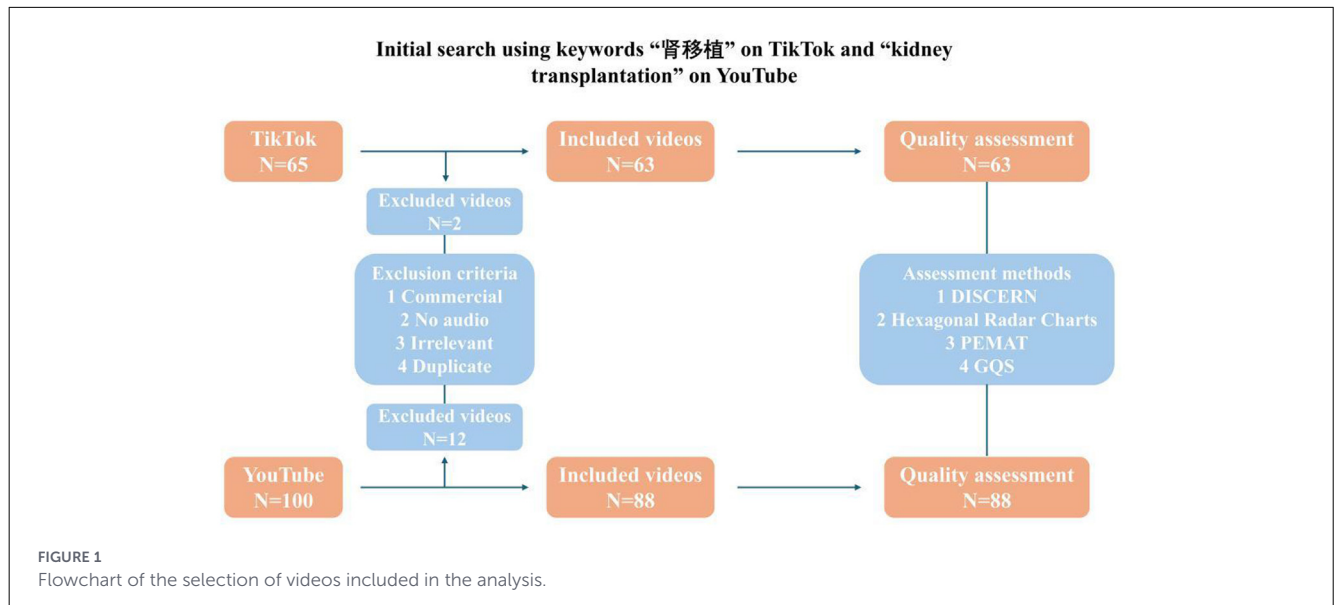 Initial search using keywords “肾移植” on TikTok and “kidney
transplantation” on YouTube
TikTok
N=65
Included videos
N=63
Quality assessment
N=63
Excluded videos
N=2
Exclusion criteria
1 Commercial
2 No audio
3 Irrelevant
4 Duplicate
Assessment methods
1 DISCERN
2 Hexagonal Radar Charts
3 PEMAT
4 GQS
Excluded videos
N=12
YouTube
N=100
Included videos
N=88
Quality assessment
N=88
FIGURE 1
Flowchart of the selection of videos included in the analysis.